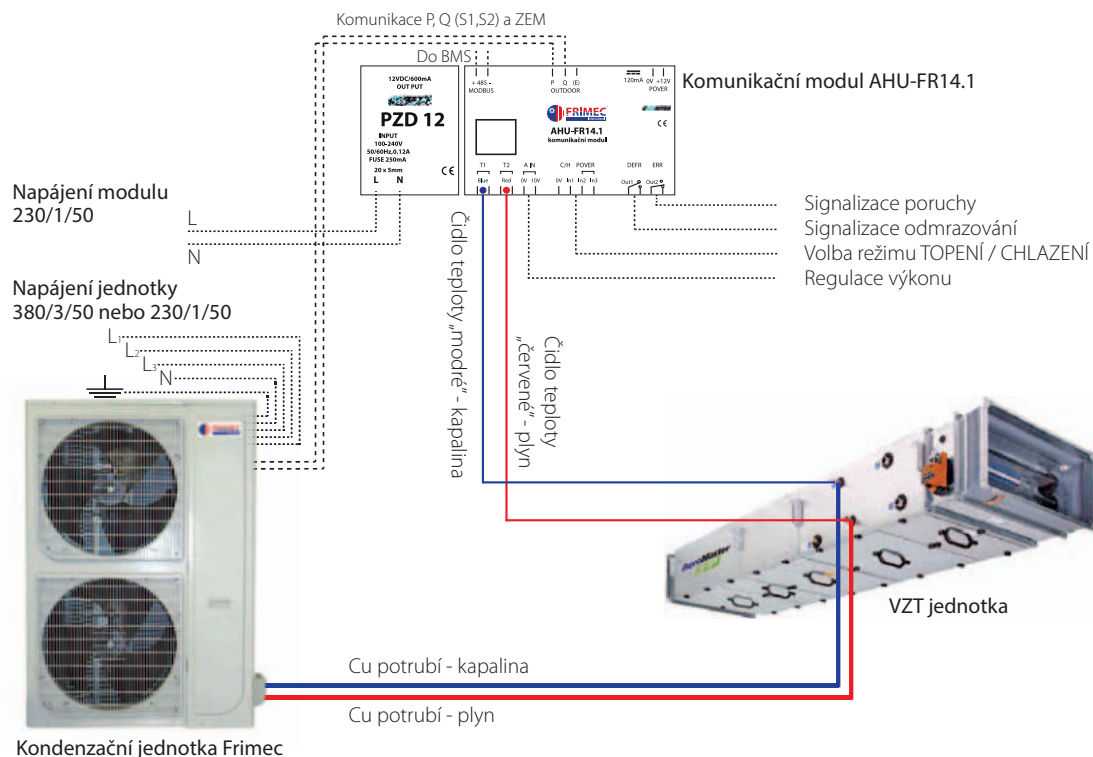 Komunikace P, Q (S1,S2) a ZEM
Do BMS
12VDC/600mA
OUT PUT
PZD 12
INPUT
100-240V
50/60Hz,0.12A
FUSE 250mA
20 x 5mm
L N
+ 485 -
MODBUS
P Q (E)
OUTDOOR
120mA 0V +12V
POVER
FRIMEC
AHU-FR14.1
komunikační modul
T1 T2 A IN C/H POVER DEFR ERR
Blue Red 0V 10V 0V In1 In2 In3 Out1 Out2
Komunikační modul AHU-FR14.1
Napájení modulu
230/1/50
L
N
Signalizace poruchy
Signalizace odmrazování
Volba režimu TOPENÍ / CHLAZENÍ
Regulace výkonu
Napájení jednotky
380/3/50 nebo 230/1/50
L1
L2
L3
N
Čidlo teploty
„modré" - kapalina
Čidlo teploty
„červené" - plyn
FRIMEC
AeroMaster
VZT jednotka
Cu potrubí - kapalina
Cu potrubí - plyn
Kondenzační jednotka Frimec